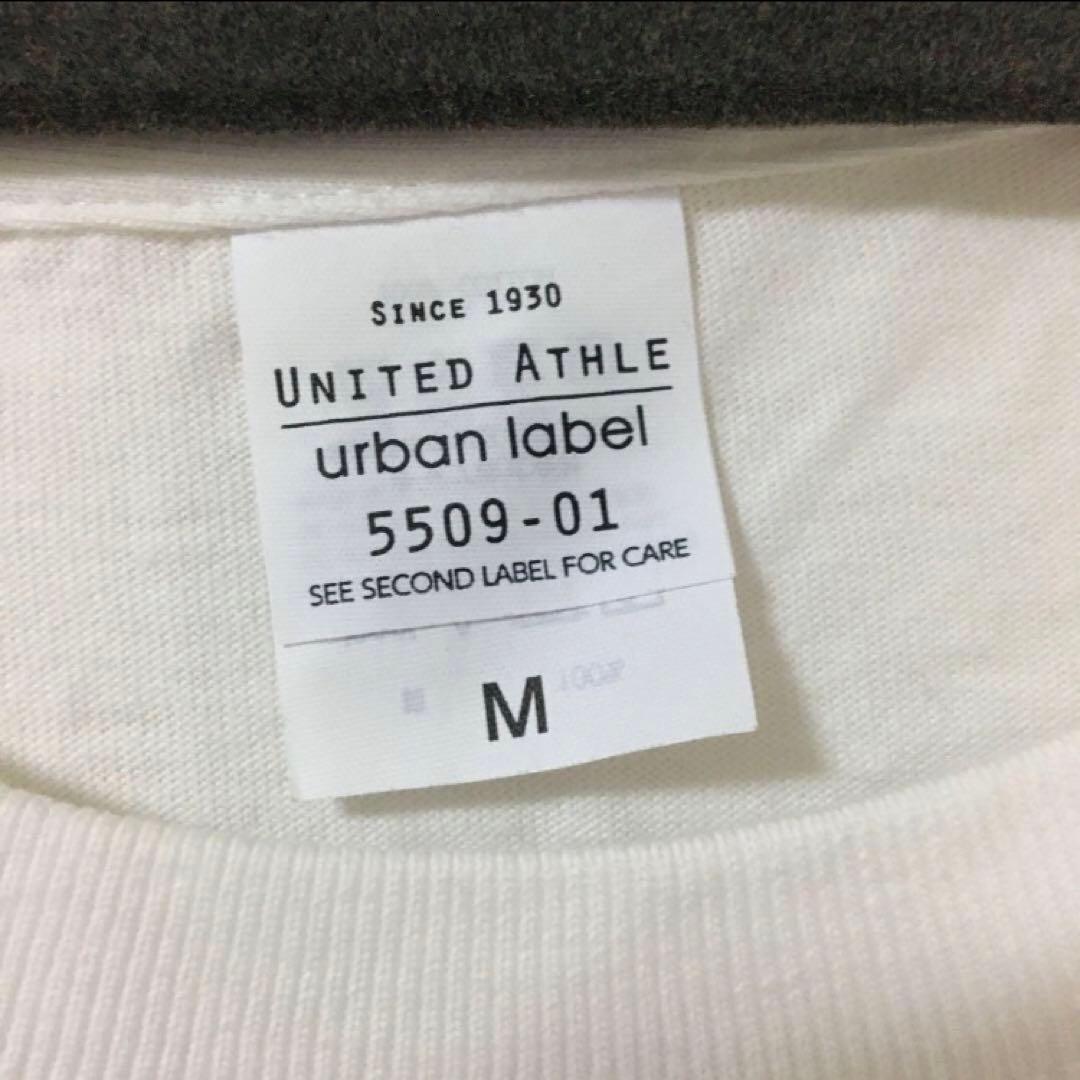 SINCE 1930
UNITED ATHLE
urban label
5509-01
SEE SECOND LABEL FOR CARE
M